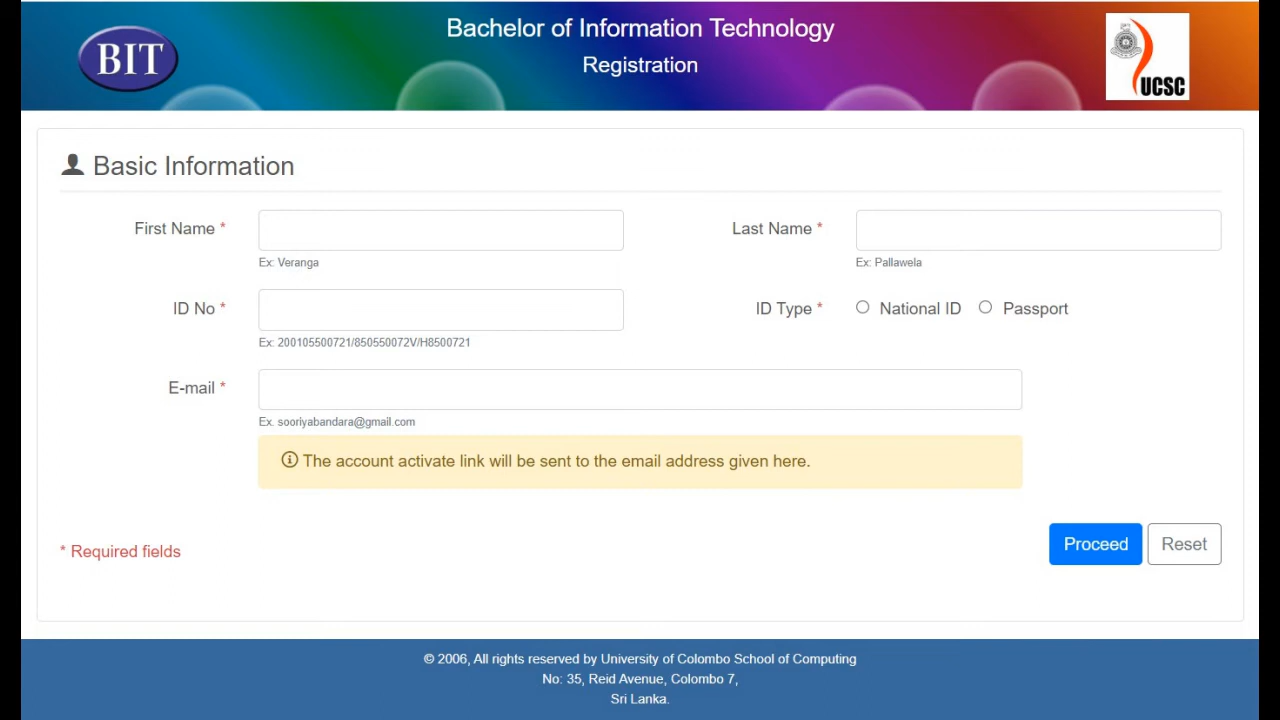 BIT
Bachelor of Information Technology
Registration
UCSC
Basic Information
First Name *
Ex: Veranga
Last Name *
Ex: Pallawela
ID No *
Ex: 200105500721/850550072V/H8500721
ID Type * National ID Passport
E-mail *
Ex. sooriyabandara@gmail.com
The account activate link will be sent to the email address given here.
* Required fields
Proceed Reset
© 2006, All rights reserved by University of Colombo School of Computing
No: 35, Reid Avenue, Colombo 7,
Sri Lanka.